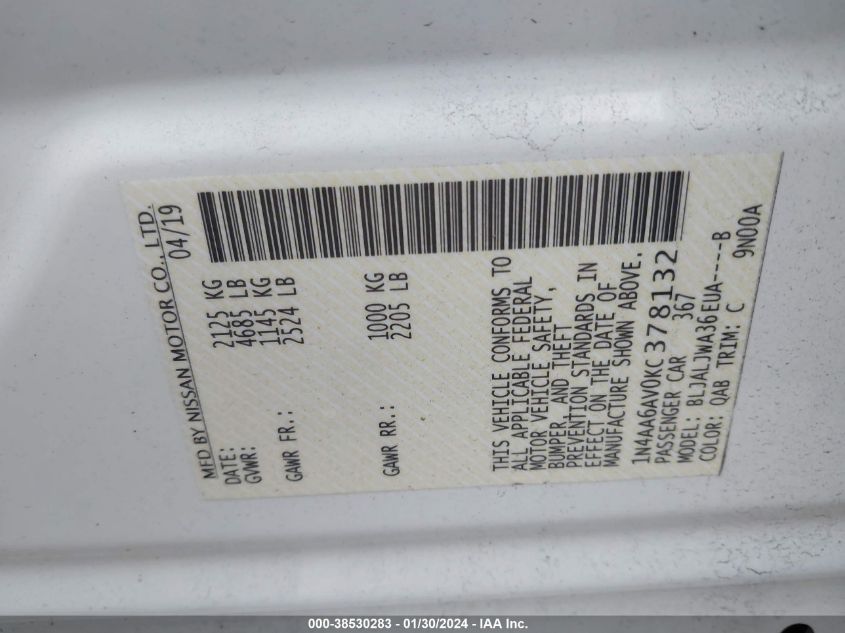 MFD BY NISSAN MOTOR CO., LTD.
DATE: 04/19
GVWR: 2125 KG
4685 LB
GAWR FR.: 1145 KG
2524 LB
GAWR RR.: 1000 KG
2205 LB
THIS VEHICLE CONFORMS TO
ALL APPLICABLE FEDERAL
MOTOR VEHICLE SAFETY,
BUMPER, AND THEFT
PREVENTION STANDARDS IN
EFFECT ON THE DATE OF
MANUFACTURE SHOWN ABOVE.
1N4AA6AV0KC378132
PASSENGER CAR 367
MODEL: BLJALJWA36EUA----B
COLOR: QAB TRIM: C 9N00A
000-38530283 - 01/30/2024 - IAA Inc.